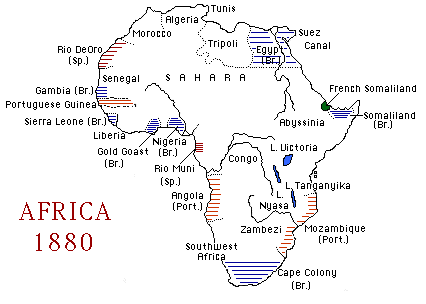 Tunis
Algeria
Morocco
Tripoli
Suez
Canal
Egypt
(Br.)
Rio DeOro
(Sp.)
SAHARA
Senegal
Gambia (Br.)
Portuguese Guinea
Sierra Leone (Br.)
Liberia
Gold Goast
(Br.)
Nigeria
(Br.)
Rio Muni
(Sp.)
French Somaliland
Somaliland
(Br.)
Abyssinia
L. Victoria
Congo
L.
Tanganyika
L.
Nyasa
Angola
(Port.)
Zambezi
Mozambique
(Port.)
Southwest
Africa
Cape Colony
(Br.)
AFRICA
1880